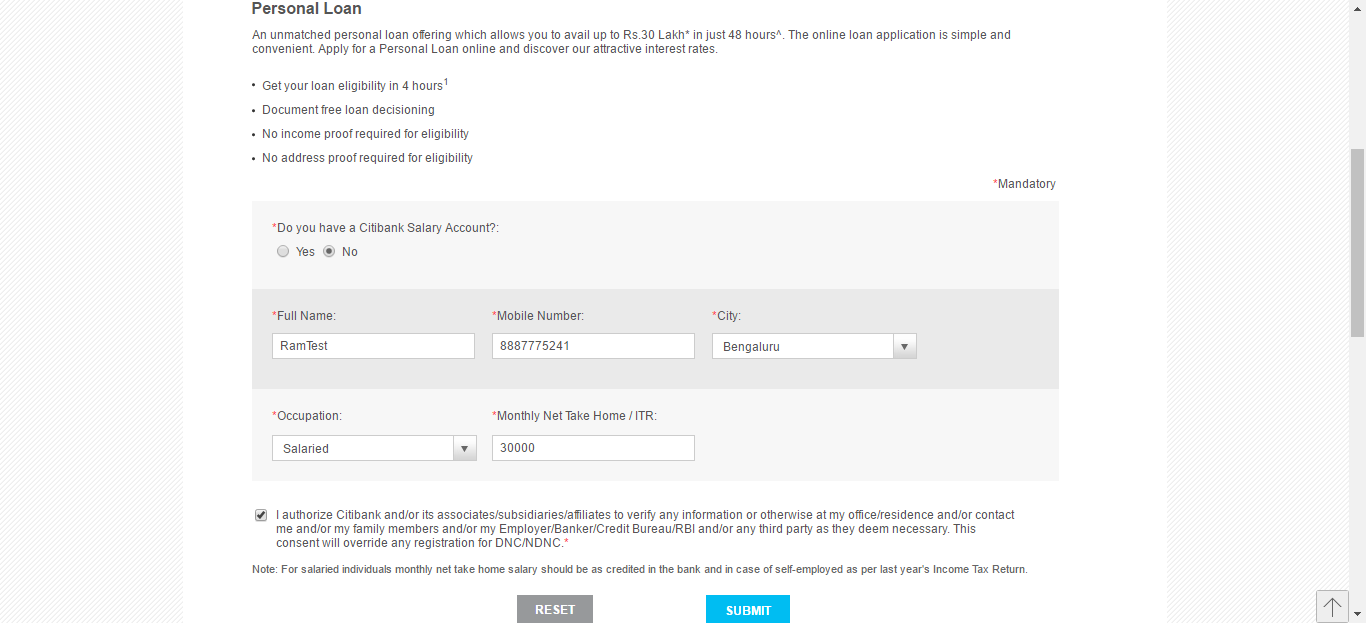 Personal Loan
An unmatched personal loan offering which allows you to avail up to Rs.30 Lakh* in just 48 hours^. The online loan application is simple and
convenient. Apply for a Personal Loan online and discover our attractive interest rates.
• Get your loan eligibility in 4 hours1
• Document free loan decisioning
• No income proof required for eligibility
• No address proof required for eligibility
*Mandatory
*Do you have a Citibank Salary Account?:
Yes No
*Full Name: *Mobile Number: *City:
RamTest 8887775241 Bengaluru
*Occupation: *Monthly Net Take Home / ITR:
Salaried 30000
I authorize Citibank and/or its associates/subsidiaries/affiliates to verify any information or otherwise at my office/residence and/or contact
me and/or my family members and/or my Employer/Banker/Credit Bureau/RBI and/or any third party as they deem necessary. This
consent will override any registration for DNC/NDNC.*
Note: For salaried individuals monthly net take home salary should be as credited in the bank and in case of self-employed as per last year's Income Tax Return.
RESET SUBMIT